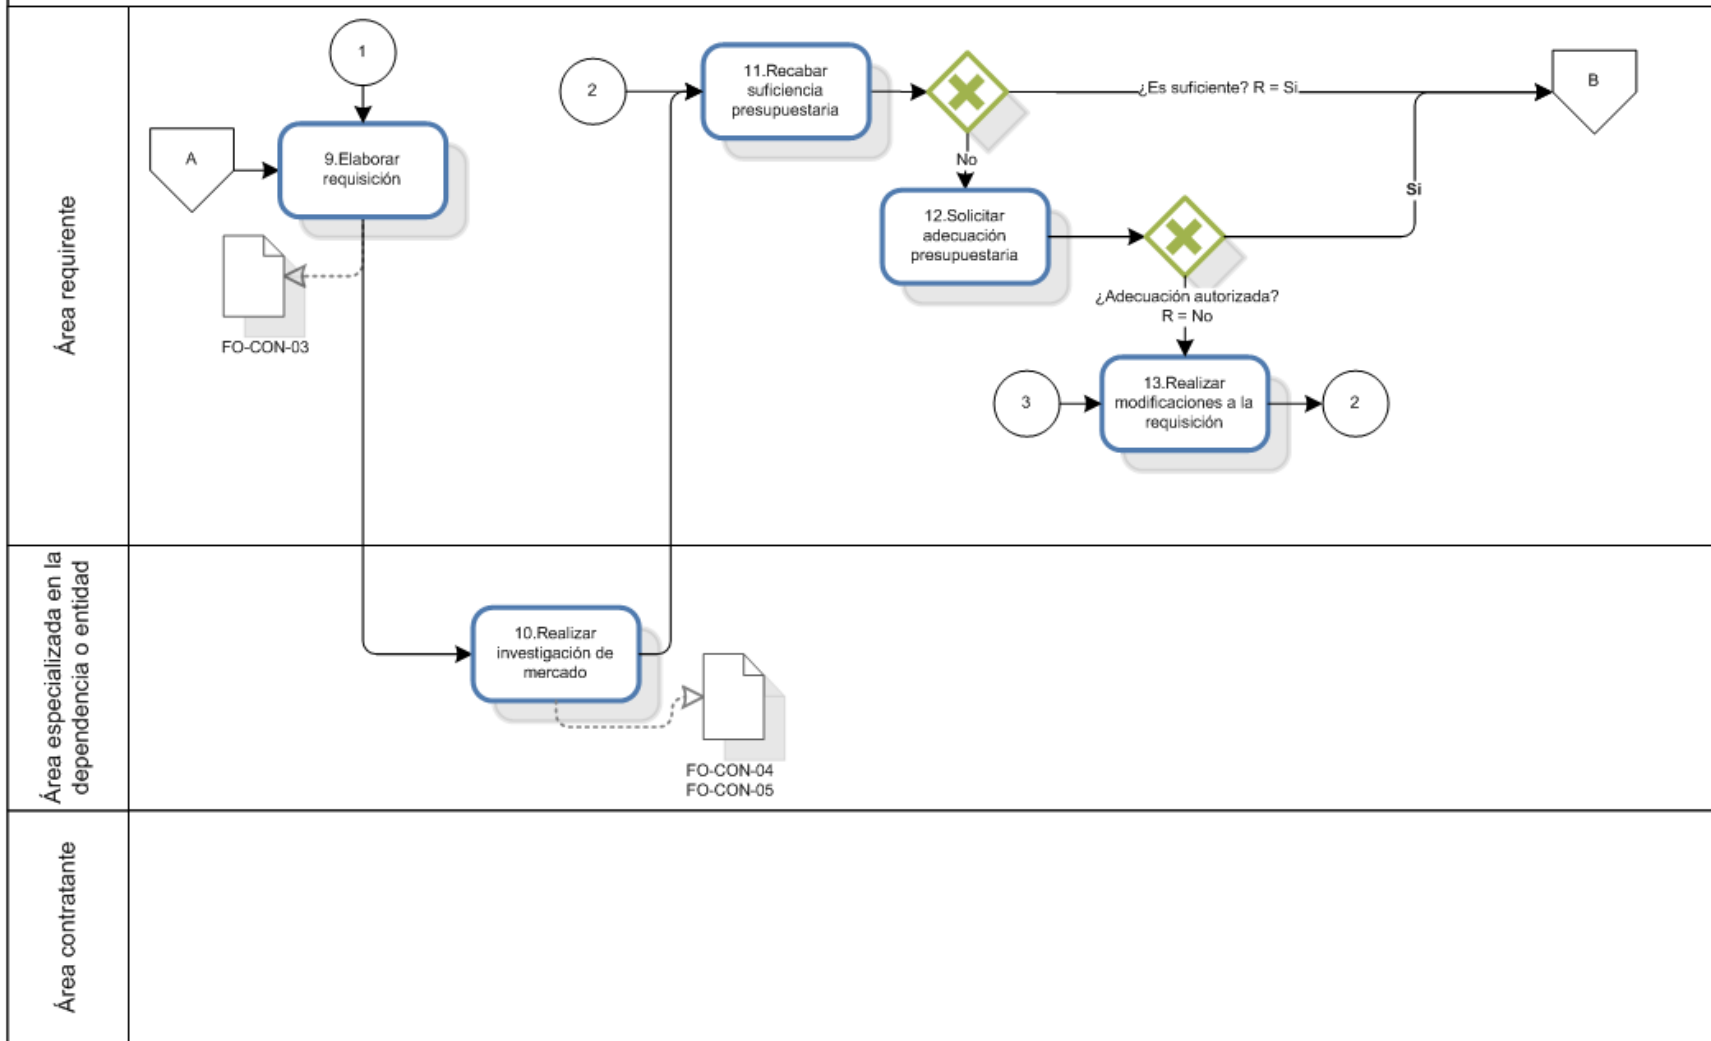 Área requirente
1
A
9.Elaborar
requisición
FO-CON-03
2
11.Recabar
suficiencia
presupuestaria
¿Es suficiente? R = Si
B
No
12.Solicitar
adecuación
presupuestaria
Si
¿Adecuación autorizada?
R = No
3
13.Realizar
modificaciones a la
requisición
2
Área especializada en la
dependencia o entidad
10.Realizar
investigación de
mercado
FO-CON-04
FO-CON-05
Área contratante